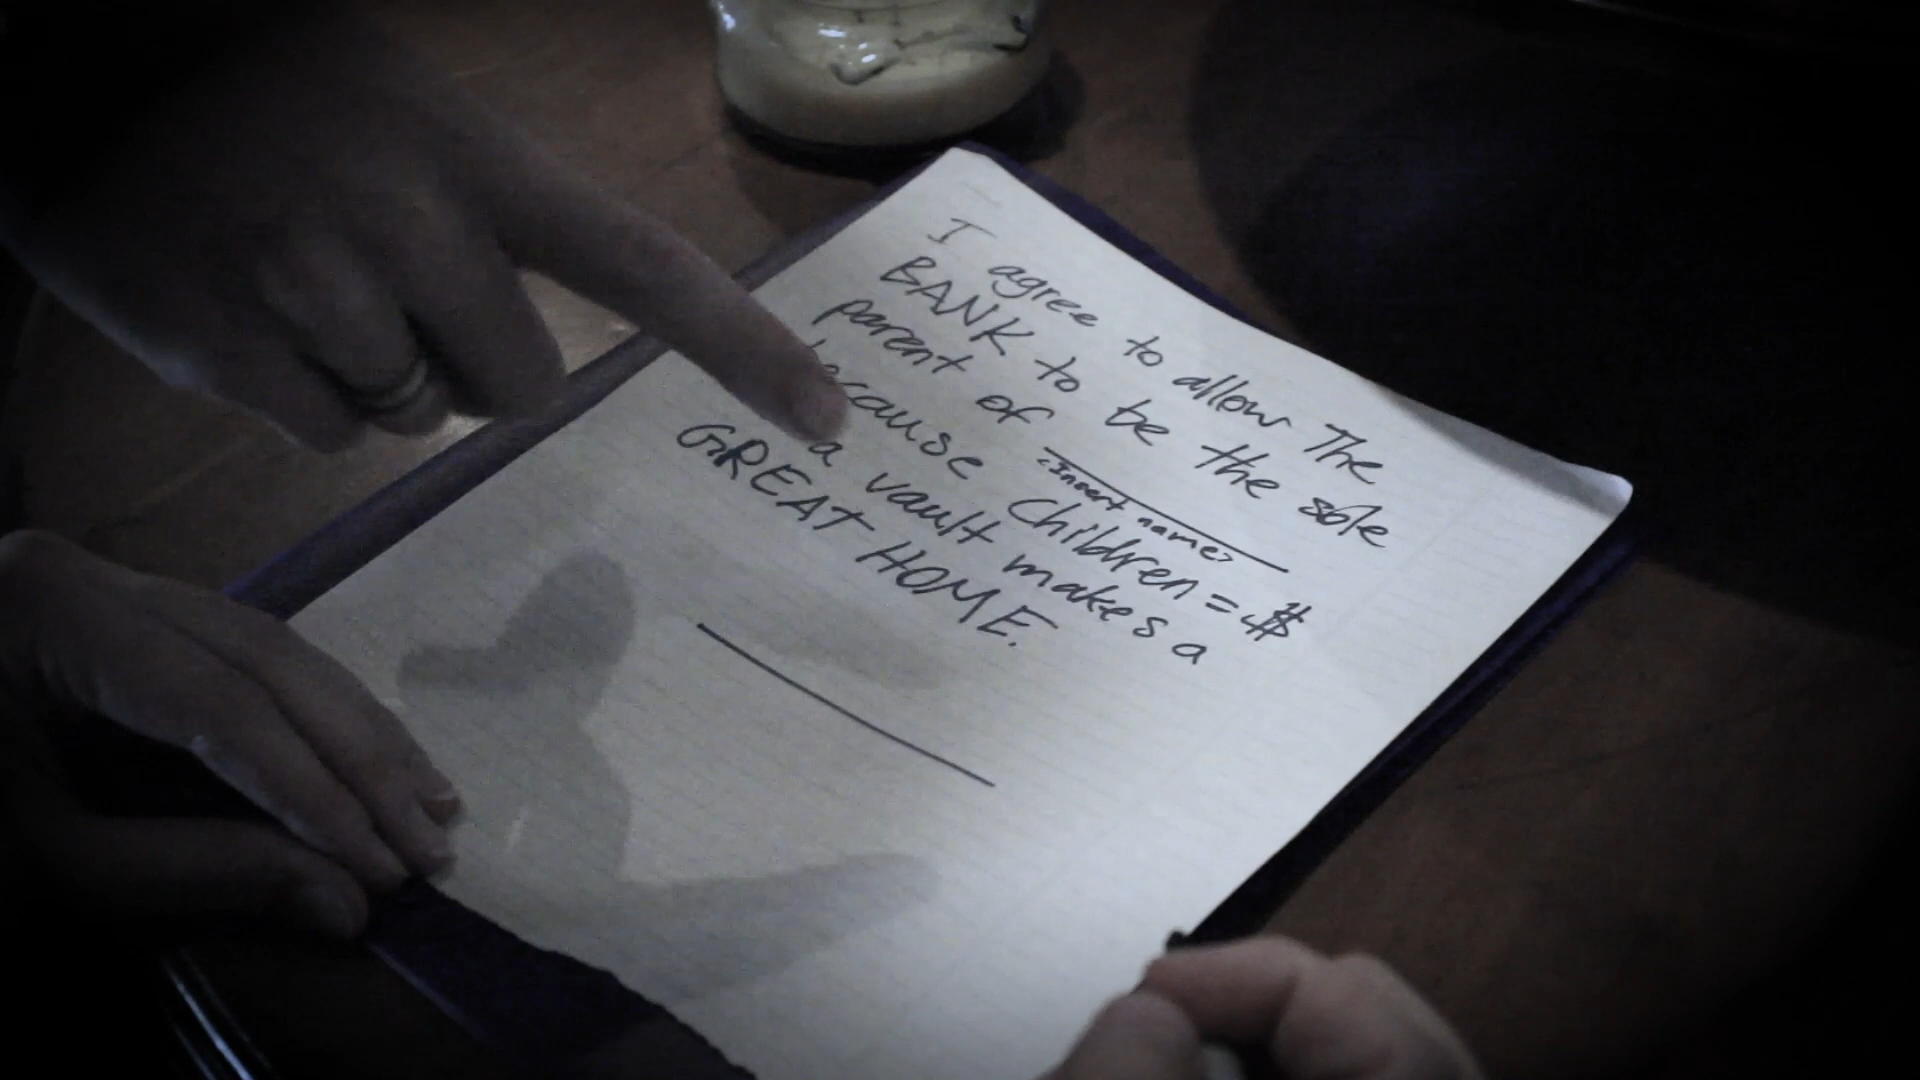 I agree to allow The
BANK to be the sole
parent of
<insert name>
because Children = $
a vault makes a
GREAT HOME.